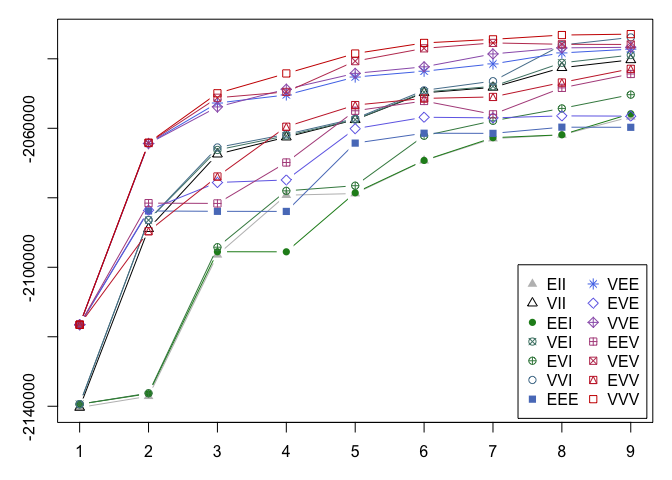 -2060000
-2100000
-2140000
1 2 3 4 5 6 7 8 9
EII VEE
VII EVE
EEI VVE
VEI EEV
EVI VEV
VVI EVV
EEE VVV